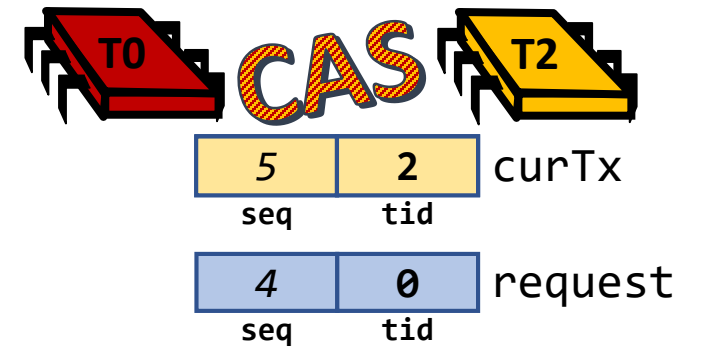 T0 CAS T2
5 2 curTx
seq tid
4 0 request
seq tid